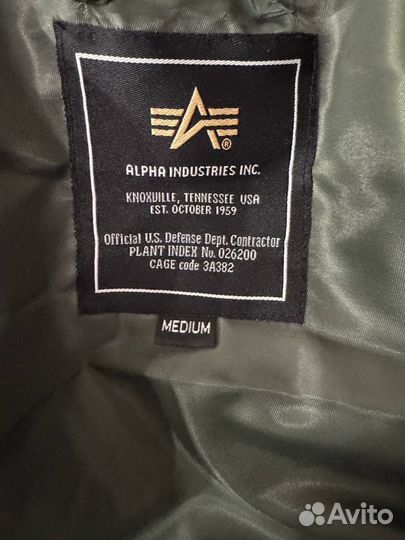 ALPHA INDUSTRIES INC.
KNOXVILLE, TENNESSEE USA
EST. OCTOBER 1959
Official U.S. Defense Dept. Contractor
PLANT INDEX No. 026200
CAGE code 3A382
MEDIUM
Avito